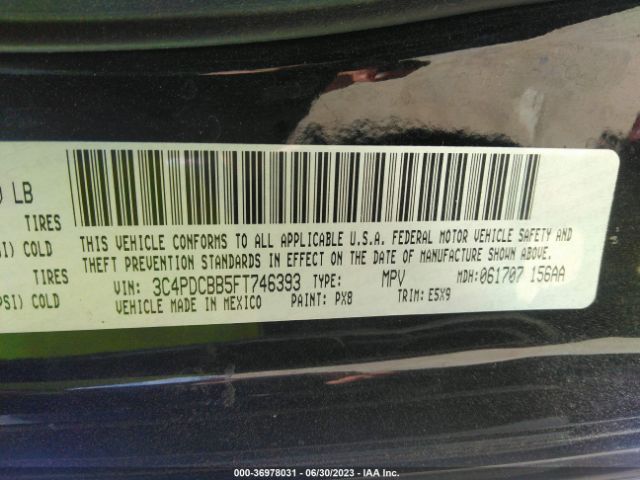 LB
TIRES
COLD
TIRES
PSI) COLD
THIS VEHICLE CONFORMS TO ALL APPLICABLE U.S.A. FEDERAL MOTOR VEHICLE SAFETY AND
THEFT PREVENTION STANDARDS IN EFFECT ON THE DATE OF MANUFACTURE SHOWN ABOVE.
VIN: 3C4PDCBB5FT746393 TYPE: MPV MDH:061707 156AA
VEHICLE MADE IN MEXICO PAINT: PX8 TRIM: E5X9
000-36978031 - 06/30/2023 - IAA Inc.